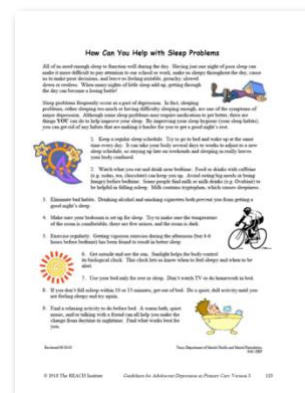 How Can You Help with Sleep Problems
All of us need enough sleep to function well during the day. Having just one night of poor sleep can
make it more difficult to pay attention to our school or work, make us sleepy throughout the day, cause
us to make poor decisions, and leave us feeling irritable, grouchy, slowed
down or restless. When many nights of little sleep add up, getting through
the day can become a losing battle!
Sleep problems frequently occur as a part of depression. In fact, sleeping
problems, either sleeping too much or having difficulty sleeping enough, are one of the symptoms of
major depression. Although some sleep problems may require medication to get better, there are
things YOU can do to help improve your sleep. By improving your sleep hygiene (your sleep habits),
you can get rid of any habits that are making it harder for you to get a good night's rest.
1. Keep a regular sleep schedule. Try to go to bed and wake up at the same
time every day. It can take your body several days to adjust to a new
sleep schedule, so staying up late on weekends and sleeping in really leaves
your body confused.
2. Watch what you eat and drink near bedtime. Food or drinks with caffeine
(e.g. sodas, tea, chocolate) can keep you up. Avoid eating big meals or being
hungry before bedtime. Some people find milk or milk drinks (e.g. Ovaltine) to
be helpful in falling asleep. Milk contains tryptophan, which causes sleepiness.
3. Eliminate bad habits. Drinking alcohol and smoking cigarettes both prevent you from getting a
good night's sleep.
4. Make sure your bedroom is set up for sleep. Try to make sure the temperature
of the room is comfortable, there are few noises, and the room is dark.
5. Exercise regularly. Getting vigorous exercise during the afternoon (but
hours before bedtime) has been found to result in better sleep.
6. Get outside and see the sun. Sunlight helps the body control
its biological clock. This clock lets us know when to feel sleepy and when to be
alert.
7. Use your bed only for rest or sleep. Don't watch TV or do homework in bed.
8. If you don't fall asleep within 10 or 15 minutes, get out of bed. Do a quiet, dull activity until you
are feeling sleepy and try again.
9. Find a relaxing activity to do before bed. A warm bath, quiet
music, or talking with a friend can all help you make the
change from daytime to nighttime. Find what works best for
you.
© 2010 The REACH Institute
Guidelines for Adolescent Depression in Primary Care Version 2